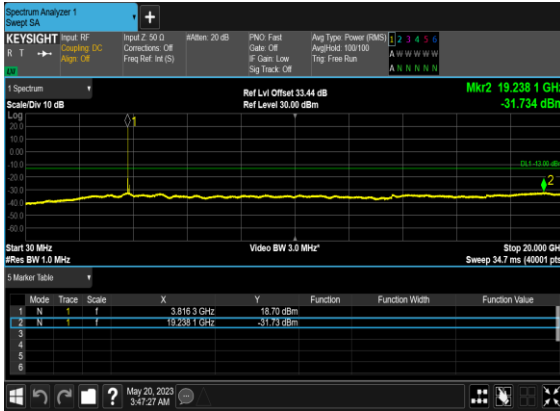 Spectrum Analyzer 1
Swept SA
+
KEYSIGHT Input: RF Input Z: 50 Ω #Atten: 20 dB PNO: Fast Avg Type: Power (RMS) 1 2 3 4 5 6
R T Coupling: DC Corrections: Off Gate: Off Avg|Hold: 100/100 A W W W W W
Align: Off Freq Ref: Int (S) IF Gain: Low Trig: Free Run
Sig Track: Off A N N N N N
1 Spectrum Ref Lvl Offset 33.44 dB Mkr2 19.238 1 GHz
Scale/Div 10 dB Ref Level 30.00 dBm -31.734 dBm
Log
20.0
10.0
0.00
-10.0
-20.0
-30.0
-40.0
-50.0
-60.0
1
DL1 -13.00 dBm
2
Start 30 MHz Video BW 3.0 MHz* Stop 20.000 GHz
#Res BW 1.0 MHz Sweep 34.7 ms (40001 pts)
5 Marker Table
Mode Trace Scale X Y Function Function Width Function Value
1 N 1 f 3.816 3 GHz 18.70 dBm
2 N 1 f 19.238 1 GHz -31.73 dBm
3
4
5
6
? May 20, 2023
3:47:27 AM